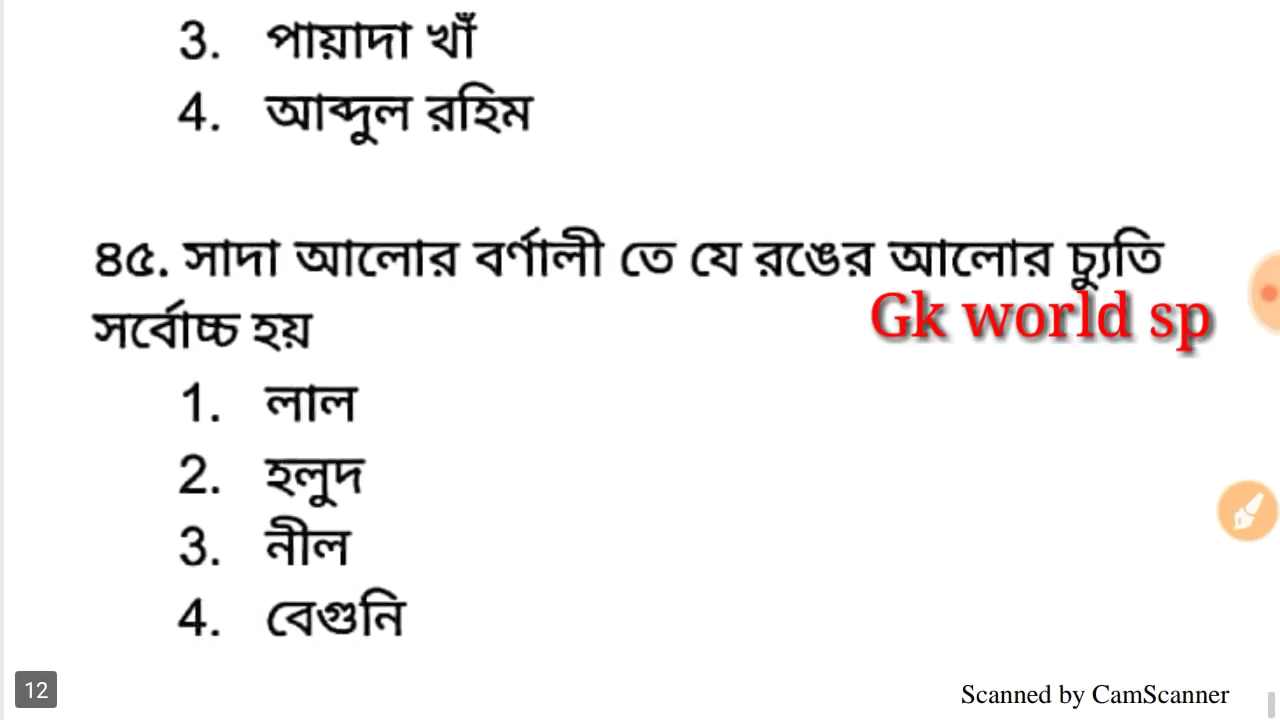 3. পায়াদা খাঁ
4. আব্দুল রহিম
৪৫. সাদা আলোর বর্ণালী তে যে রঙের আলোর চ্যুতি
সর্বোচ্চ হয়
Gk world sp
1. লাল
2. হলুদ
3. নীল
4. বেগুনি
12
Scanned by CamScanner